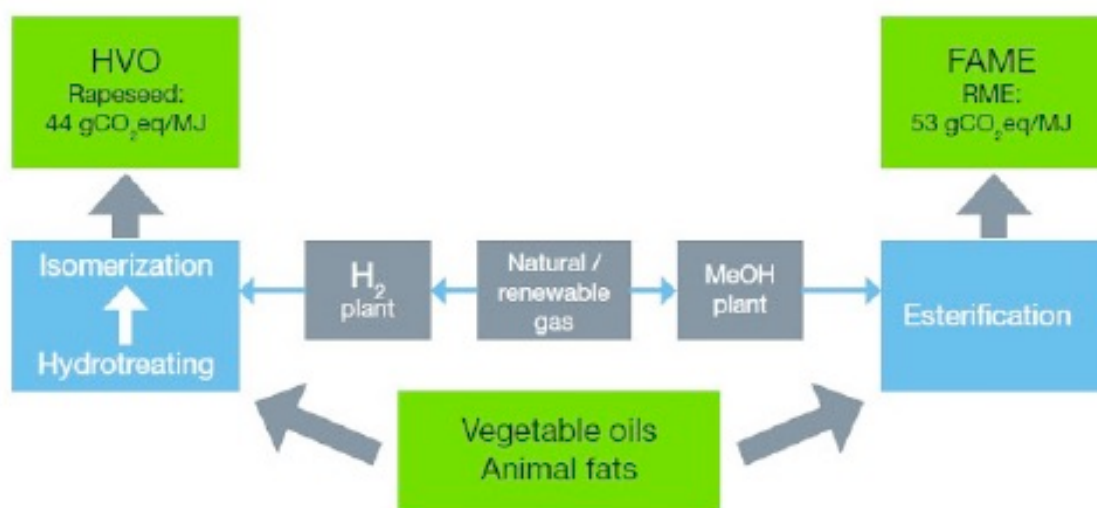 HVO
Rapeseed:
44 gCO₂eq/MJ
FAME
RME:
53 gCO₂eq/MJ
Isomerization
Hydrotreating
H₂
plant
Natural /
renewable
gas
MeOH
plant
Esterification
Vegetable oils
Animal fats